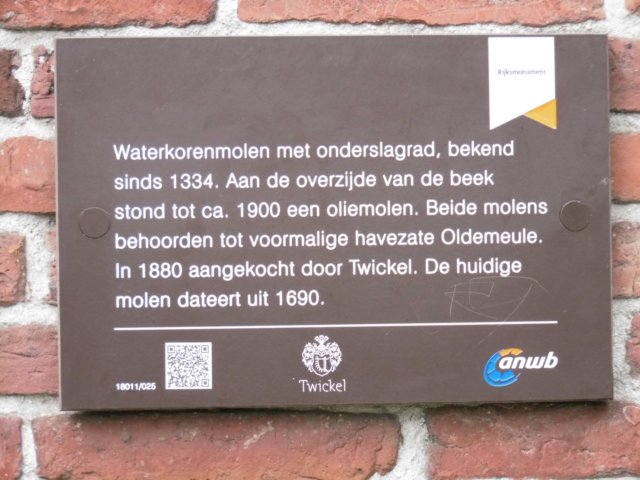 Rijksmonument
Waterkorenmolen met onderslagrad, bekend
sinds 1334. Aan de overzijde van de beek
stond tot ca. 1900 een oliemolen. Beide molens
behoorden tot voormalige havezate Oldemeule.
In 1880 aangekocht door Twickel. De huidige
molen dateert uit 1690.
18011/025
Twickel
anwb